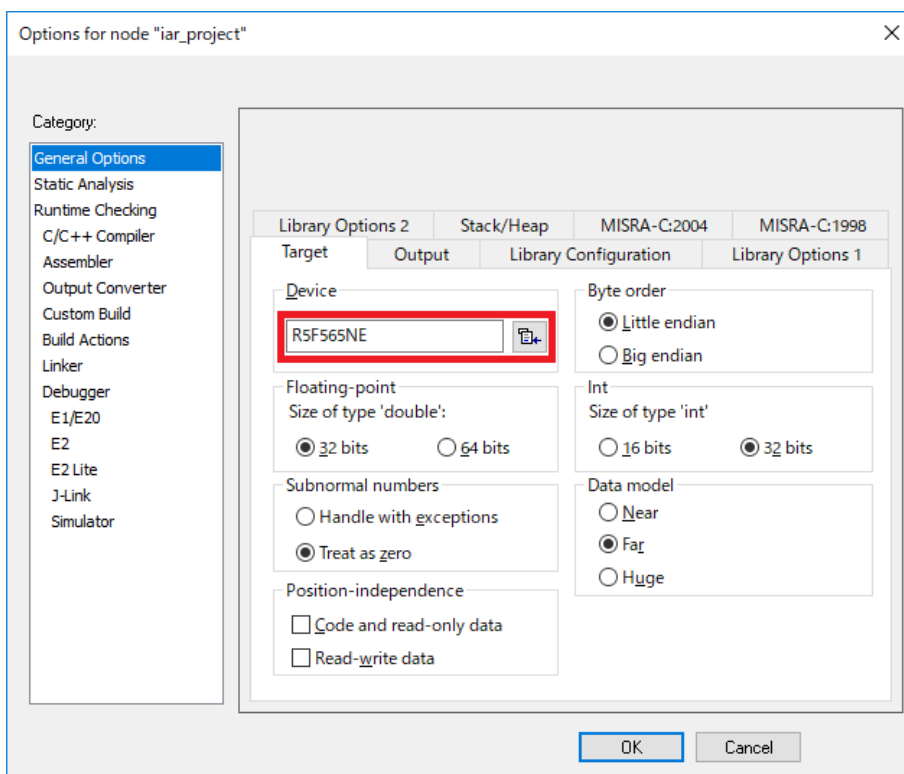 Options for node "iar_project"
Category:
General Options
Static Analysis
Runtime Checking
C/C++ Compiler
Assembler
Output Converter
Custom Build
Build Actions
Linker
Debugger
E1/E20
E2
E2 Lite
J-Link
Simulator
Library Options 2 Stack/Heap MISRA-C:2004 MISRA-C:1998
Target Output Library Configuration Library Options 1
Device
R5F565NE
Byte order
Little endian
Big endian
Floating-point
Size of type 'double':
32 bits 64 bits
Int
Size of type 'int'
16 bits 32 bits
Subnormal numbers
Handle with exceptions
Treat as zero
Data model
Near
Far
Huge
Position-independence
Code and read-only data
Read-write data
OK Cancel